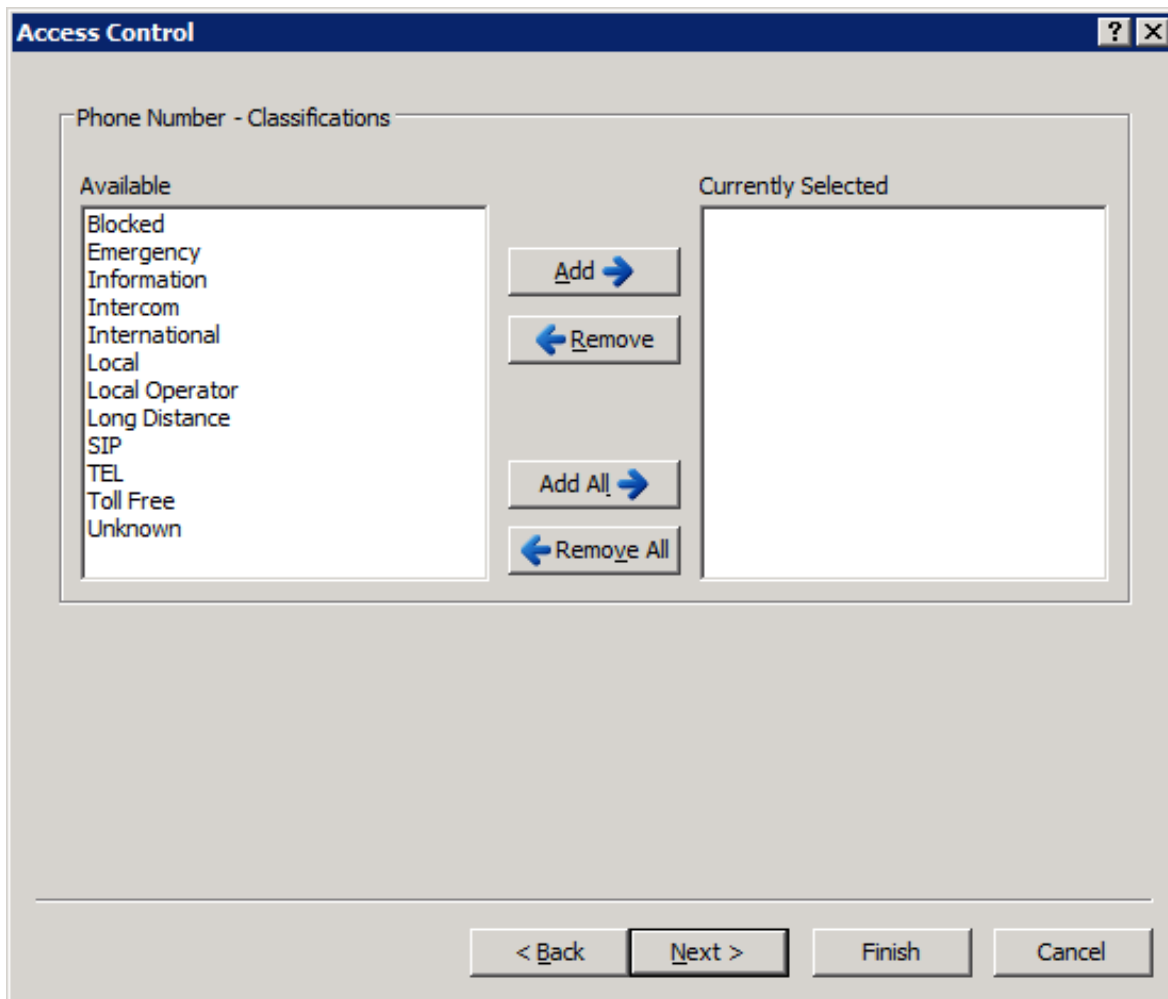 Access Control
Phone Number - Classifications
Available
Currently Selected
Blocked
Emergency
Information
Intercom
International
Local
Local Operator
Long Distance
SIP
TEL
Toll Free
Unknown
Add
Remove
Add All
Remove All
< Back
Next >
Finish
Cancel